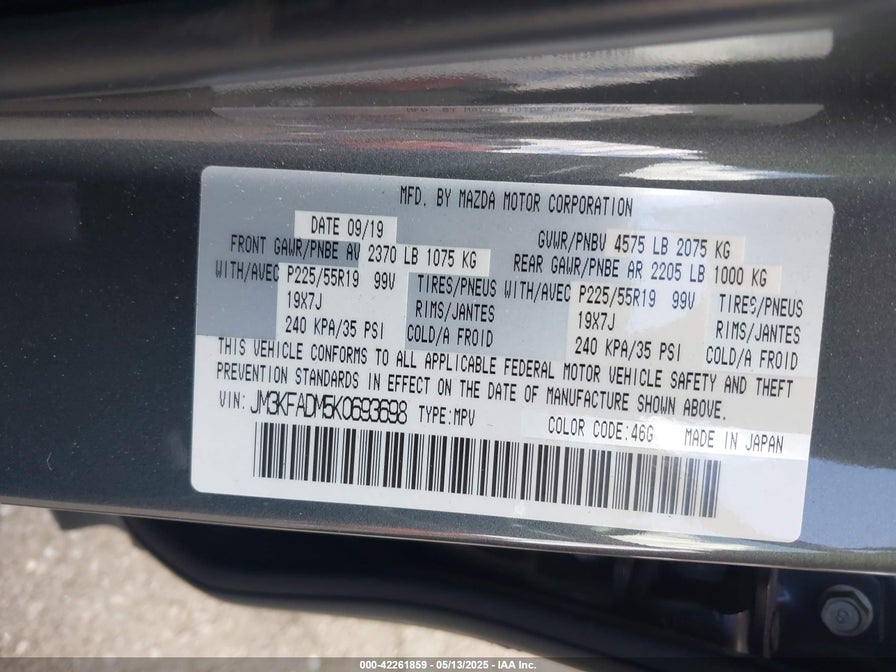 MFD. BY MAZDA MOTOR CORPORATION
MFD. BY MAZDA MOTOR CORPORATION
DATE 09/19 GVWR/PNBV 4575 LB 2075 KG
FRONT GAWR/PNBE AV 2370 LB 1075 KG REAR GAWR/PNBE AR 2205 LB 1000 KG
WITH/AVEC P225/55R19 99V TIRES/PNEUS WITH/AVEC P225/55R19 99V TIRES/PNEUS
19X7J RIMS/JANTES 19X7J RIMS/JANTES
240 KPA/35 PSI COLD/A FROID 240 KPA/35 PSI COLD/A FROID
THIS VEHICLE CONFORMS TO ALL APPLICABLE FEDERAL MOTOR VEHICLE SAFETY AND THEFT
PREVENTION STANDARDS IN EFFECT ON THE DATE OF MANUFACTURE SHOWN ABOVE.
VIN: JM3KFADM5K0693698 TYPE:MPV
COLOR CODE:46G MADE IN JAPAN
000-42261859 - 05/13/2025 - IAA Inc.